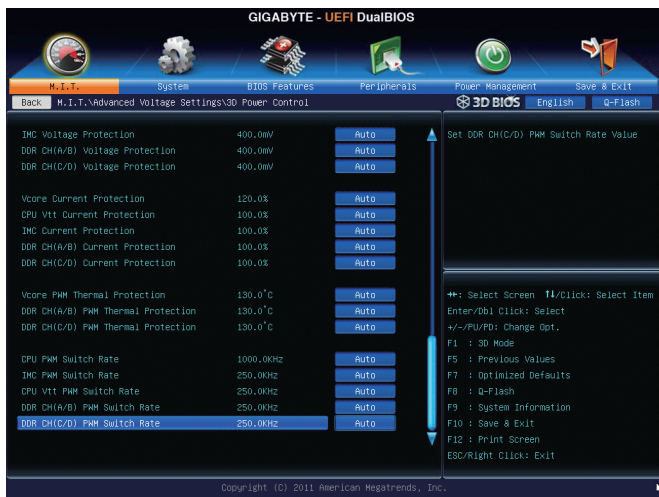 GIGABYTE - UEFI DualBIOS
M.I.T. System BIOS Features Peripherals Power Management Save & Exit
Back M.I.T.\Advanced Voltage Settings\3D Power Control 3D BIOS English Q-Flash
IMC Voltage Protection 400.0mV Auto
DDR CH(A/B) Voltage Protection 400.0mV Auto
DDR CH(C/D) Voltage Protection 400.0mV Auto
Vcore Current Protection 120.0% Auto
CPU Vtt Current Protection 100.0% Auto
IMC Current Protection 100.0% Auto
DDR CH(A/B) Current Protection 100.0% Auto
DDR CH(C/D) Current Protection 100.0% Auto
Vcore PWM Thermal Protection 130.0°C Auto
DDR CH(A/B) PWM Thermal Protection 130.0°C Auto
DDR CH(C/D) PWM Thermal Protection 130.0°C Auto
CPU PWM Switch Rate 1000.0KHz Auto
IMC PWM Switch Rate 250.0KHz Auto
CPU Vtt PWM Switch Rate 250.0KHz Auto
DDR CH(A/B) PWM Switch Rate 250.0KHz Auto
DDR CH(C/D) PWM Switch Rate 250.0KHz Auto
Set DDR CH(C/D) PWM Switch Rate Value
→←: Select Screen ↑↓/Click: Select Item
Enter/Dbl Click: Select
+/-/PU/PD: Change Opt.
F1 : 3D Mode
F5 : Previous Values
F7 : Optimized Defaults
F8 : Q-Flash
F9 : System Information
F10 : Save & Exit
F12 : Print Screen
ESC/Right Click: Exit
Copyright (C) 2011 American Megatrends, Inc.